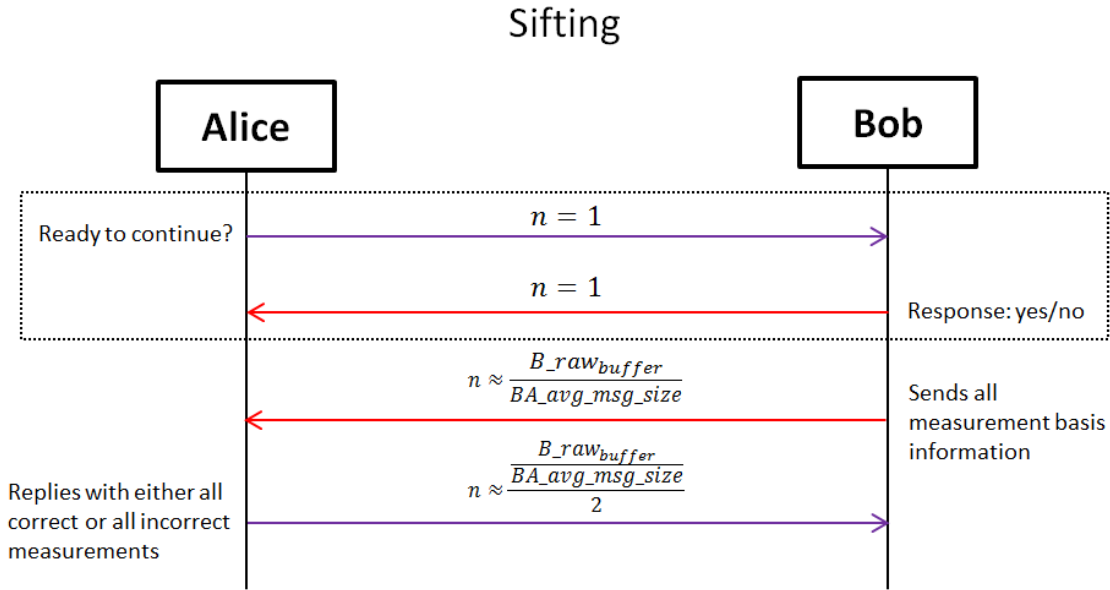 Sifting
Alice
Bob
Ready to continue?
n = 1
n = 1
Response: yes/no
n ≈ B_raw_buffer / BA_avg_msg_size
Sends all
measurement basis
information
n ≈ (B_raw_buffer / BA_avg_msg_size) / 2
Replies with either all
correct or all incorrect
measurements